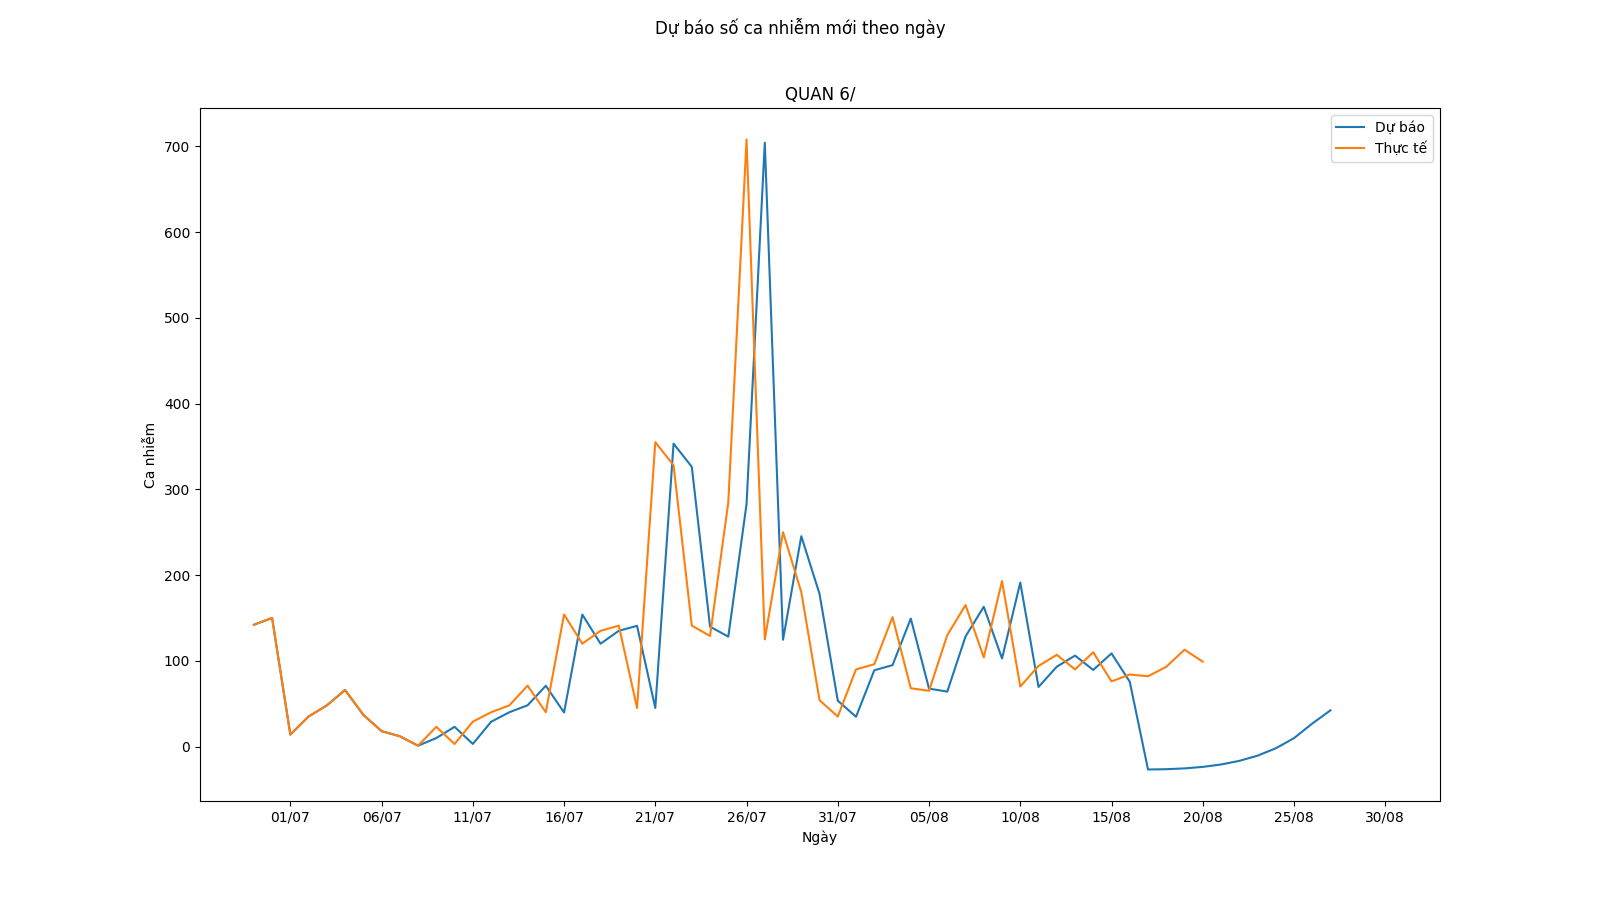 Dự báo số ca nhiễm mới theo ngày
QUAN 6/
Dự báo
Thực tế
700
600
500
400
300
200
100
0
Ca nhiễm
01/07 06/07 11/07 16/07 21/07 26/07 31/07 05/08 10/08 15/08 20/08 25/08 30/08
Ngày